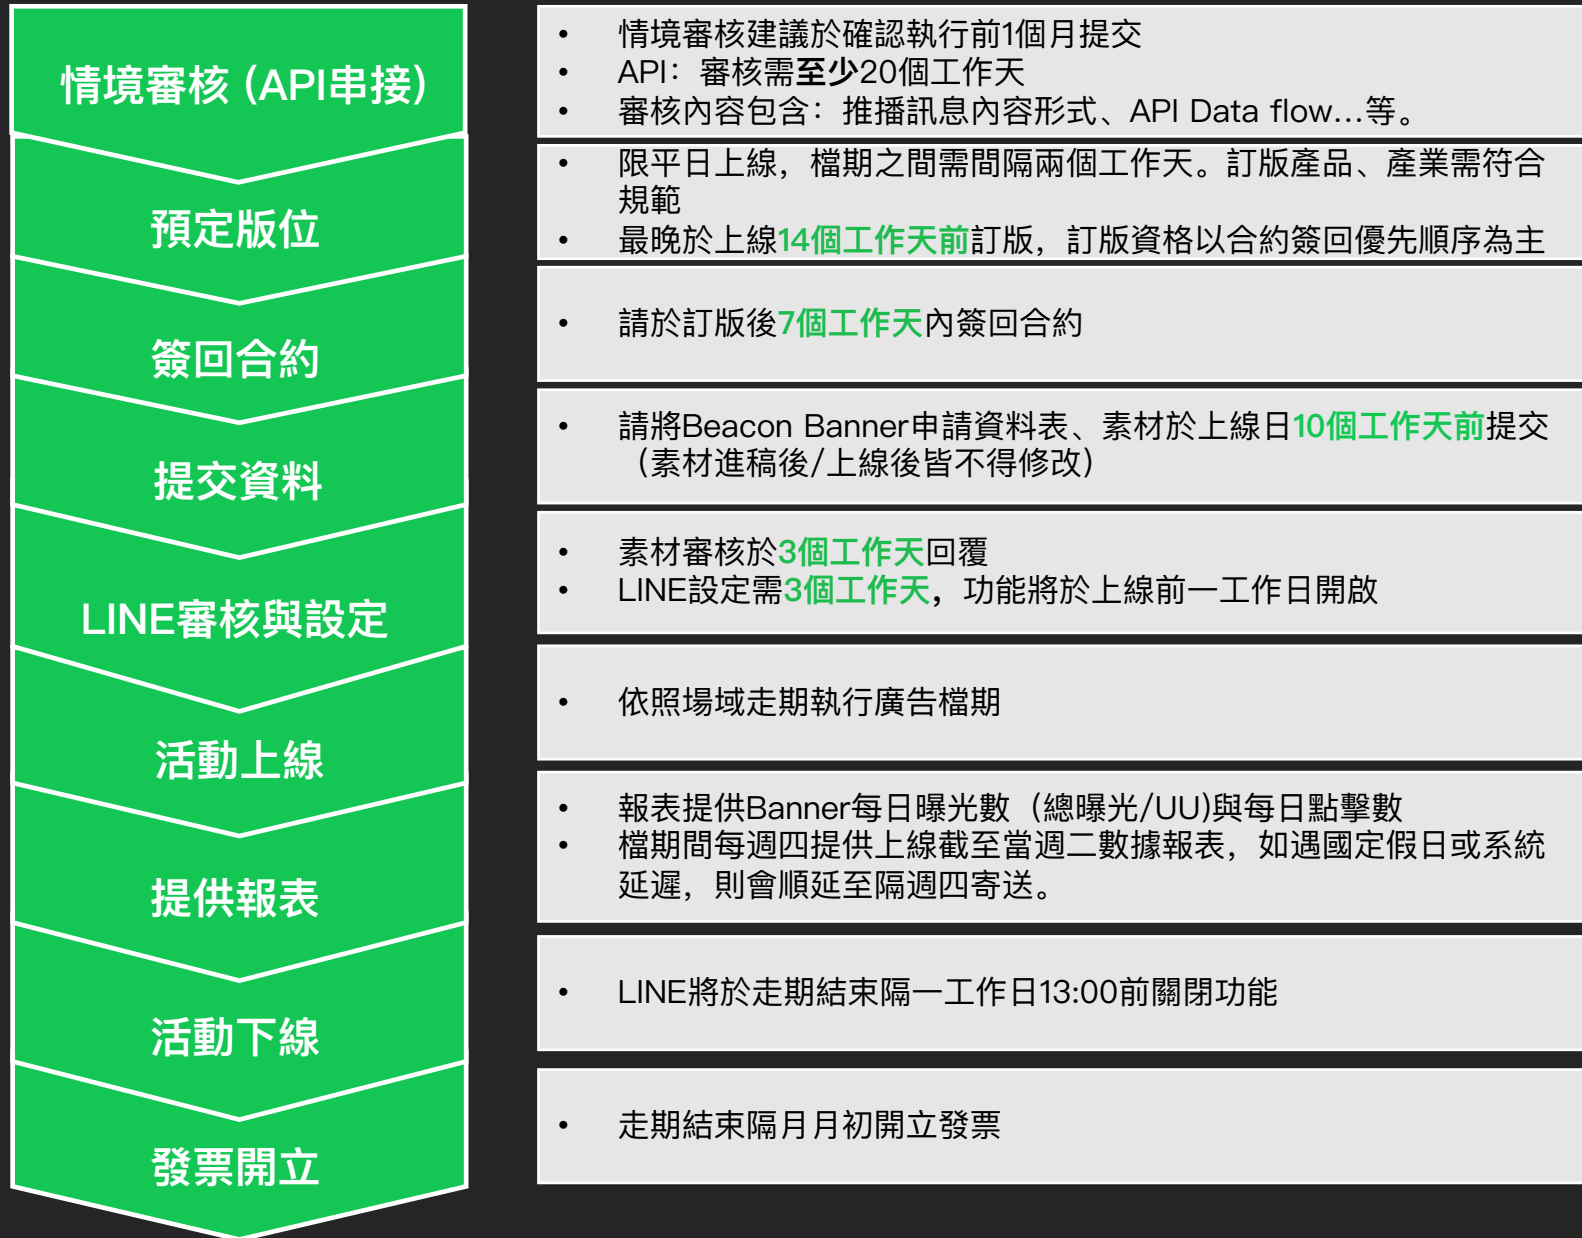 情境審核 (API串接)
• 情境審核建議於確認執行前1個月提交
• API：審核需至少20個工作天
• 審核內容包含：推播訊息內容形式、API Data flow...等。
預定版位
• 限平日上線，檔期之間需間隔兩個工作天。訂版產品、產業需符合
規範
• 最晚於上線14個工作天前訂版，訂版資格以合約簽回優先順序為主
簽回合約
• 請於訂版後7個工作天內簽回合約
提交資料
• 請將Beacon Banner申請資料表、素材於上線日10個工作天前提交
（素材進稿後/上線後皆不得修改）
LINE審核與設定
• 素材審核於3個工作天回覆
• LINE設定需3個工作天，功能將於上線前一工作日開啟
活動上線
• 依照場域走期執行廣告檔期
提供報表
• 報表提供Banner每日曝光數（總曝光/UU)與每日點擊數
• 檔期間每週四提供上線截至當週二數據報表，如遇國定假日或系統
延遲，則會順延至隔週四寄送。
活動下線
• LINE將於走期結束隔一工作日13:00前關閉功能
發票開立
• 走期結束隔月月初開立發票